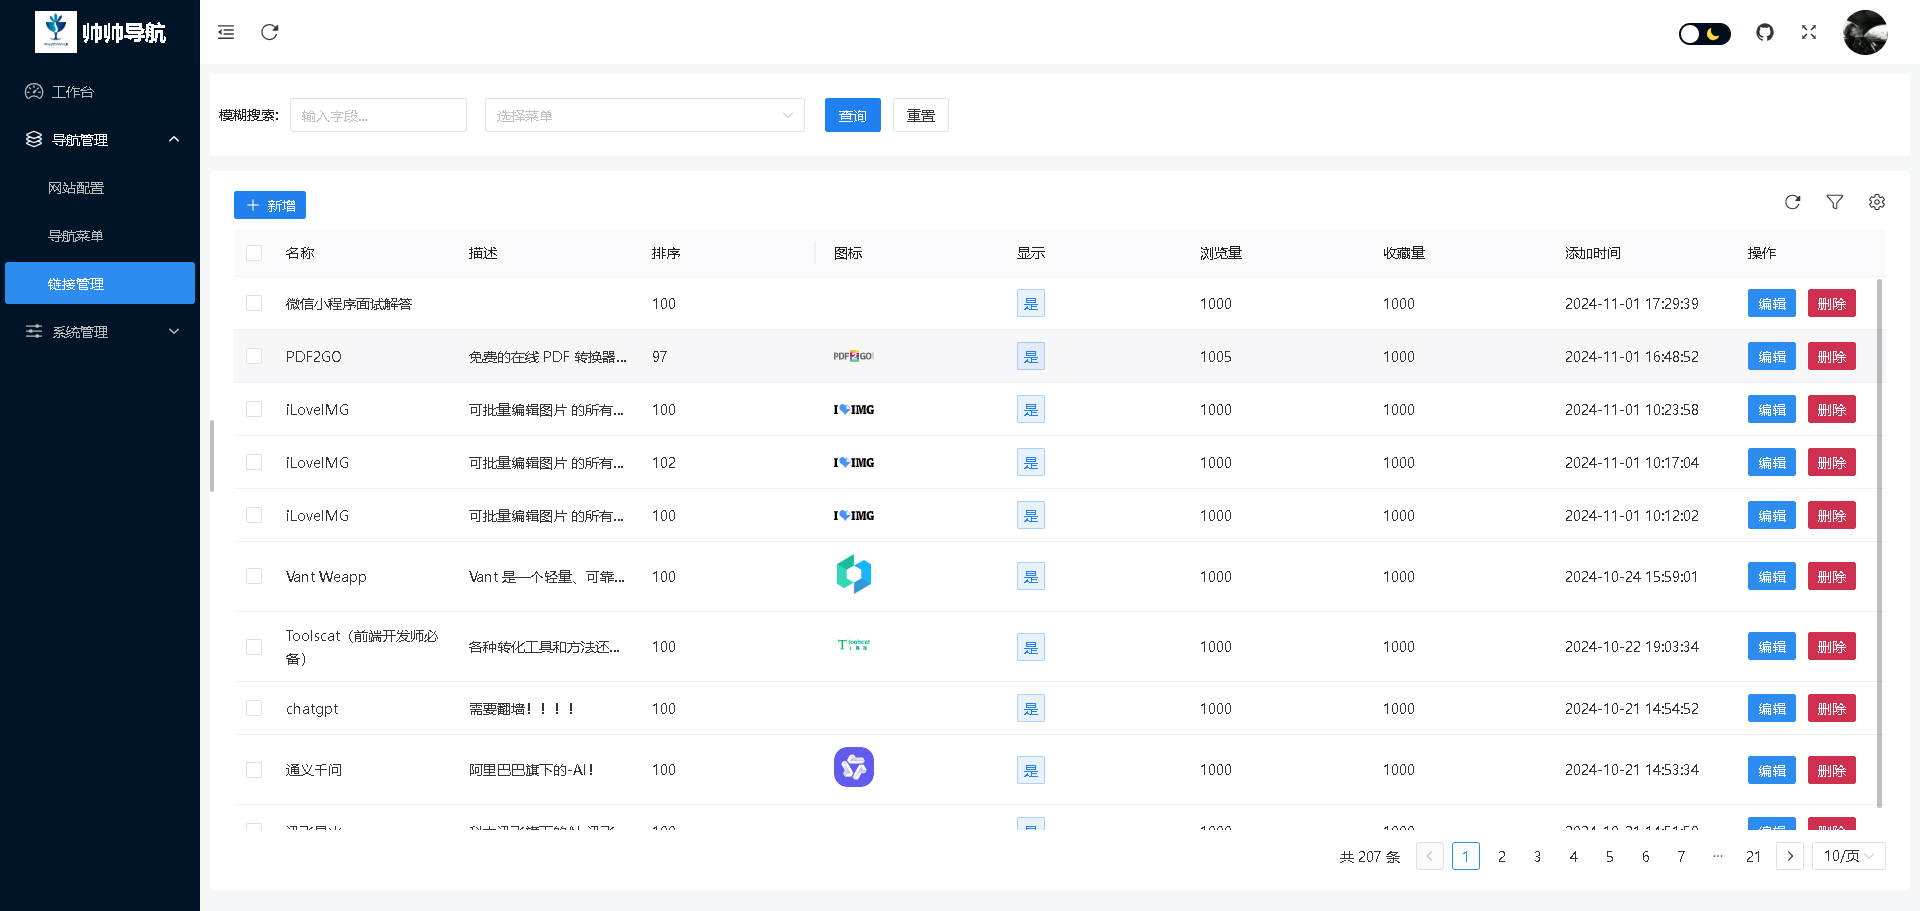 帅帅导航
工作台
导航管理
网站配置
导航菜单
链接管理
系统管理
模糊搜索: 输入字段... 选择菜单 查询 重置
新增
名称 描述 排序 图标 显示 浏览量 收藏量 添加时间 操作
微信小程序面试解答 100 是 1000 1000 2024-11-01 17:29:39 编辑 删除
PDF2GO 免费的在线 PDF 转换器... 97 PDF2GO 是 1005 1000 2024-11-01 16:48:52 编辑 删除
iLoveIMG 可批量编辑图片 的所有... 100 I IMG 是 1000 1000 2024-11-01 10:23:58 编辑 删除
iLoveIMG 可批量编辑图片 的所有... 102 I IMG 是 1000 1000 2024-11-01 10:17:04 编辑 删除
iLoveIMG 可批量编辑图片 的所有... 100 I IMG 是 1000 1000 2024-11-01 10:12:02 编辑 删除
Vant Weapp Vant 是一个轻量、可靠... 100 是 1000 1000 2024-10-24 15:59:01 编辑 删除
Toolscat（前端开发师必
备） 各种转化工具和方法还... 100 是 1000 1000 2024-10-22 19:03:34 编辑 删除
chatgpt 需要翻墙！！！！ 100 是 1000 1000 2024-10-21 14:54:52 编辑 删除
通义千问 阿里巴巴旗下的-AI！ 100 是 1000 1000 2024-10-21 14:53:34 编辑 删除
共 207 条 1 2 3 4 5 6 7 ··· 21 10/页